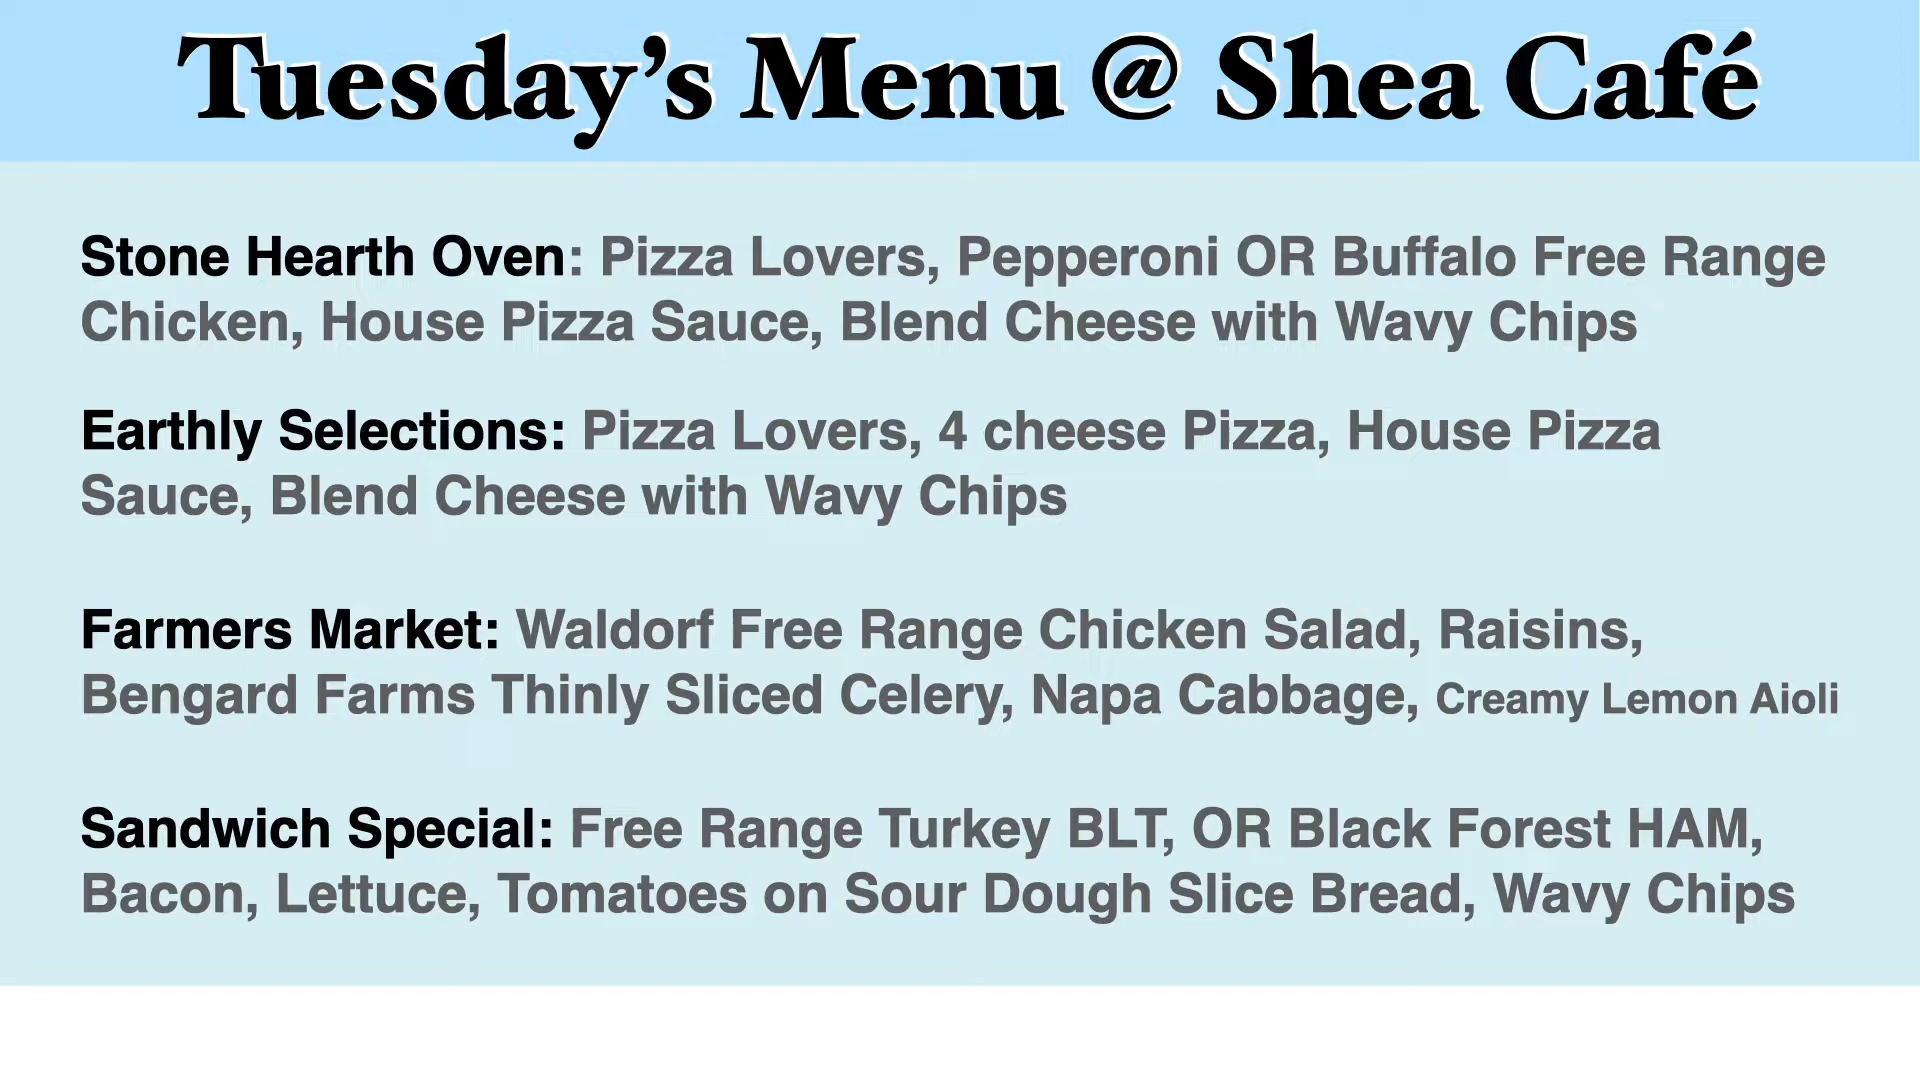 Tuesday’s Menu @ Shea Café
Stone Hearth Oven: Pizza Lovers, Pepperoni OR Buffalo Free Range
Chicken, House Pizza Sauce, Blend Cheese with Wavy Chips
Earthly Selections: Pizza Lovers, 4 cheese Pizza, House Pizza
Sauce, Blend Cheese with Wavy Chips
Farmers Market: Waldorf Free Range Chicken Salad, Raisins,
Bengard Farms Thinly Sliced Celery, Napa Cabbage, Creamy Lemon Aioli
Sandwich Special: Free Range Turkey BLT, OR Black Forest HAM,
Bacon, Lettuce, Tomatoes on Sour Dough Slice Bread, Wavy Chips